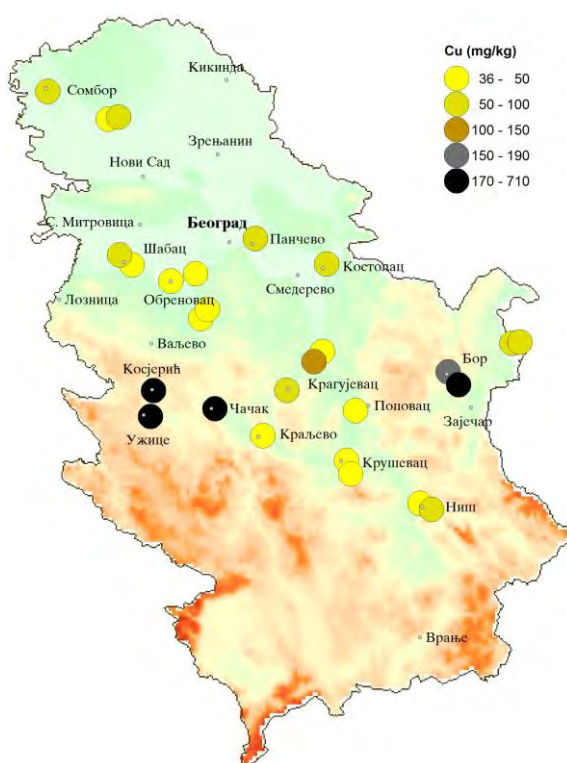 Cu (mg/kg)
36 - 50
50 - 100
100 - 150
150 - 190
170 - 710
Кикинда
Сомбор
Зрењанин
Нови Сад
С. Митровица
Београд
Панчево
Шабац
Костолац
Смедерево
Обреновац
Лозница
Ваљево
Бор
Косјерић
Крагујевац
Поповац
Чачак
Зајечар
Ужице
Краљево
Крушевац
Ниш
Врање